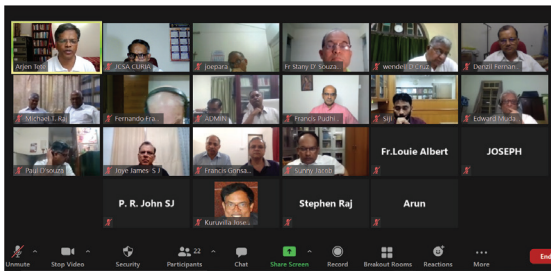 Arjen Tete
JCSA CURIA
joepara
Fr Stany D' Souza
wendell D Cruz
Denzil Fernan...
Michael. T. Raj
Fernando Fra...
ADMIN
Francis Pudhi...
Siji
Edward Muda...
Paul D'souza
Joye James S J
Francis Gonsa...
Sunny Jacob
Fr.Louie Albert
JOSEPH
P. R. John SJ
Kuruvilla Jose...
Stephen Raj
Arun
Unmute
Stop Video
Security
22
Participants
Chat
Share Screen
Record
Breakout Rooms
Reactions
More
End